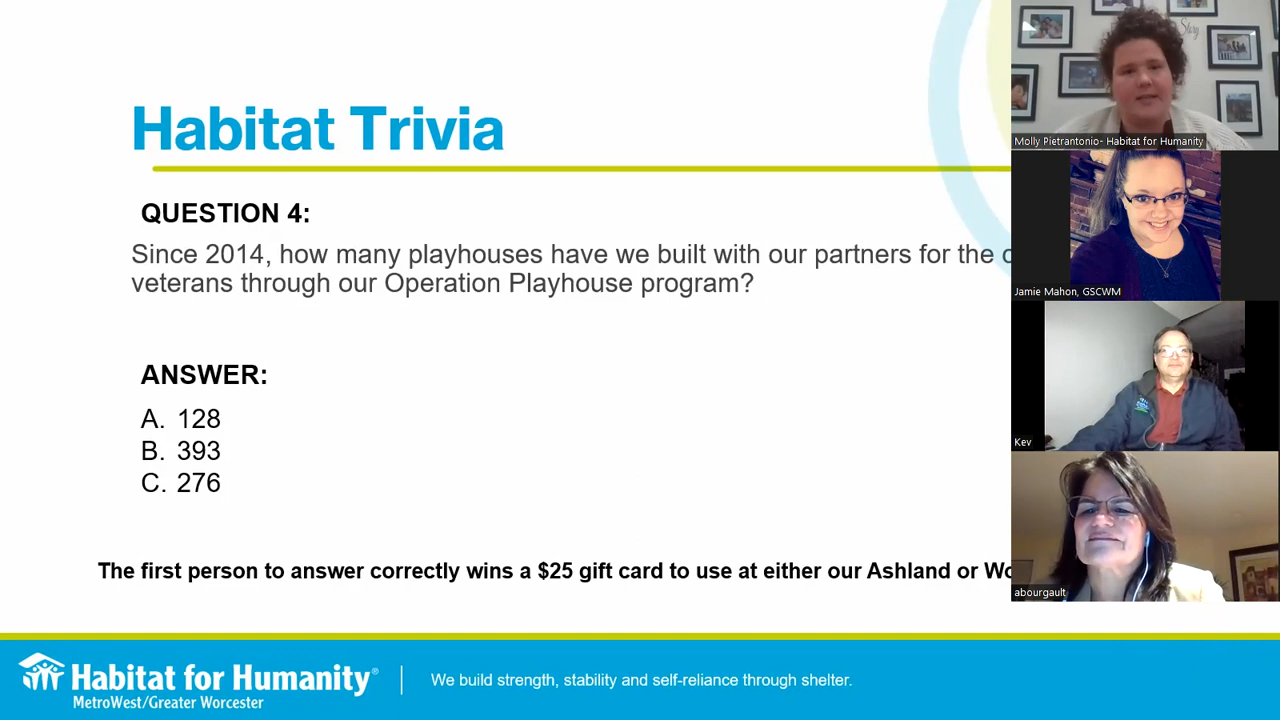 Habitat Trivia
QUESTION 4:
Since 2014, how many playhouses have we built with our partners for the
veterans through our Operation Playhouse program?
ANSWER:
A. 128
B. 393
C. 276
The first person to answer correctly wins a $25 gift card to use at either our Ashland or
Habitat for Humanity®
MetroWest/Greater Worcester
We build strength, stability and self-reliance through shelter.
Story
Molly Pietrantonio- Habitat for Humanity
Jamie Mahon, GSCWM
Kev
abourgault